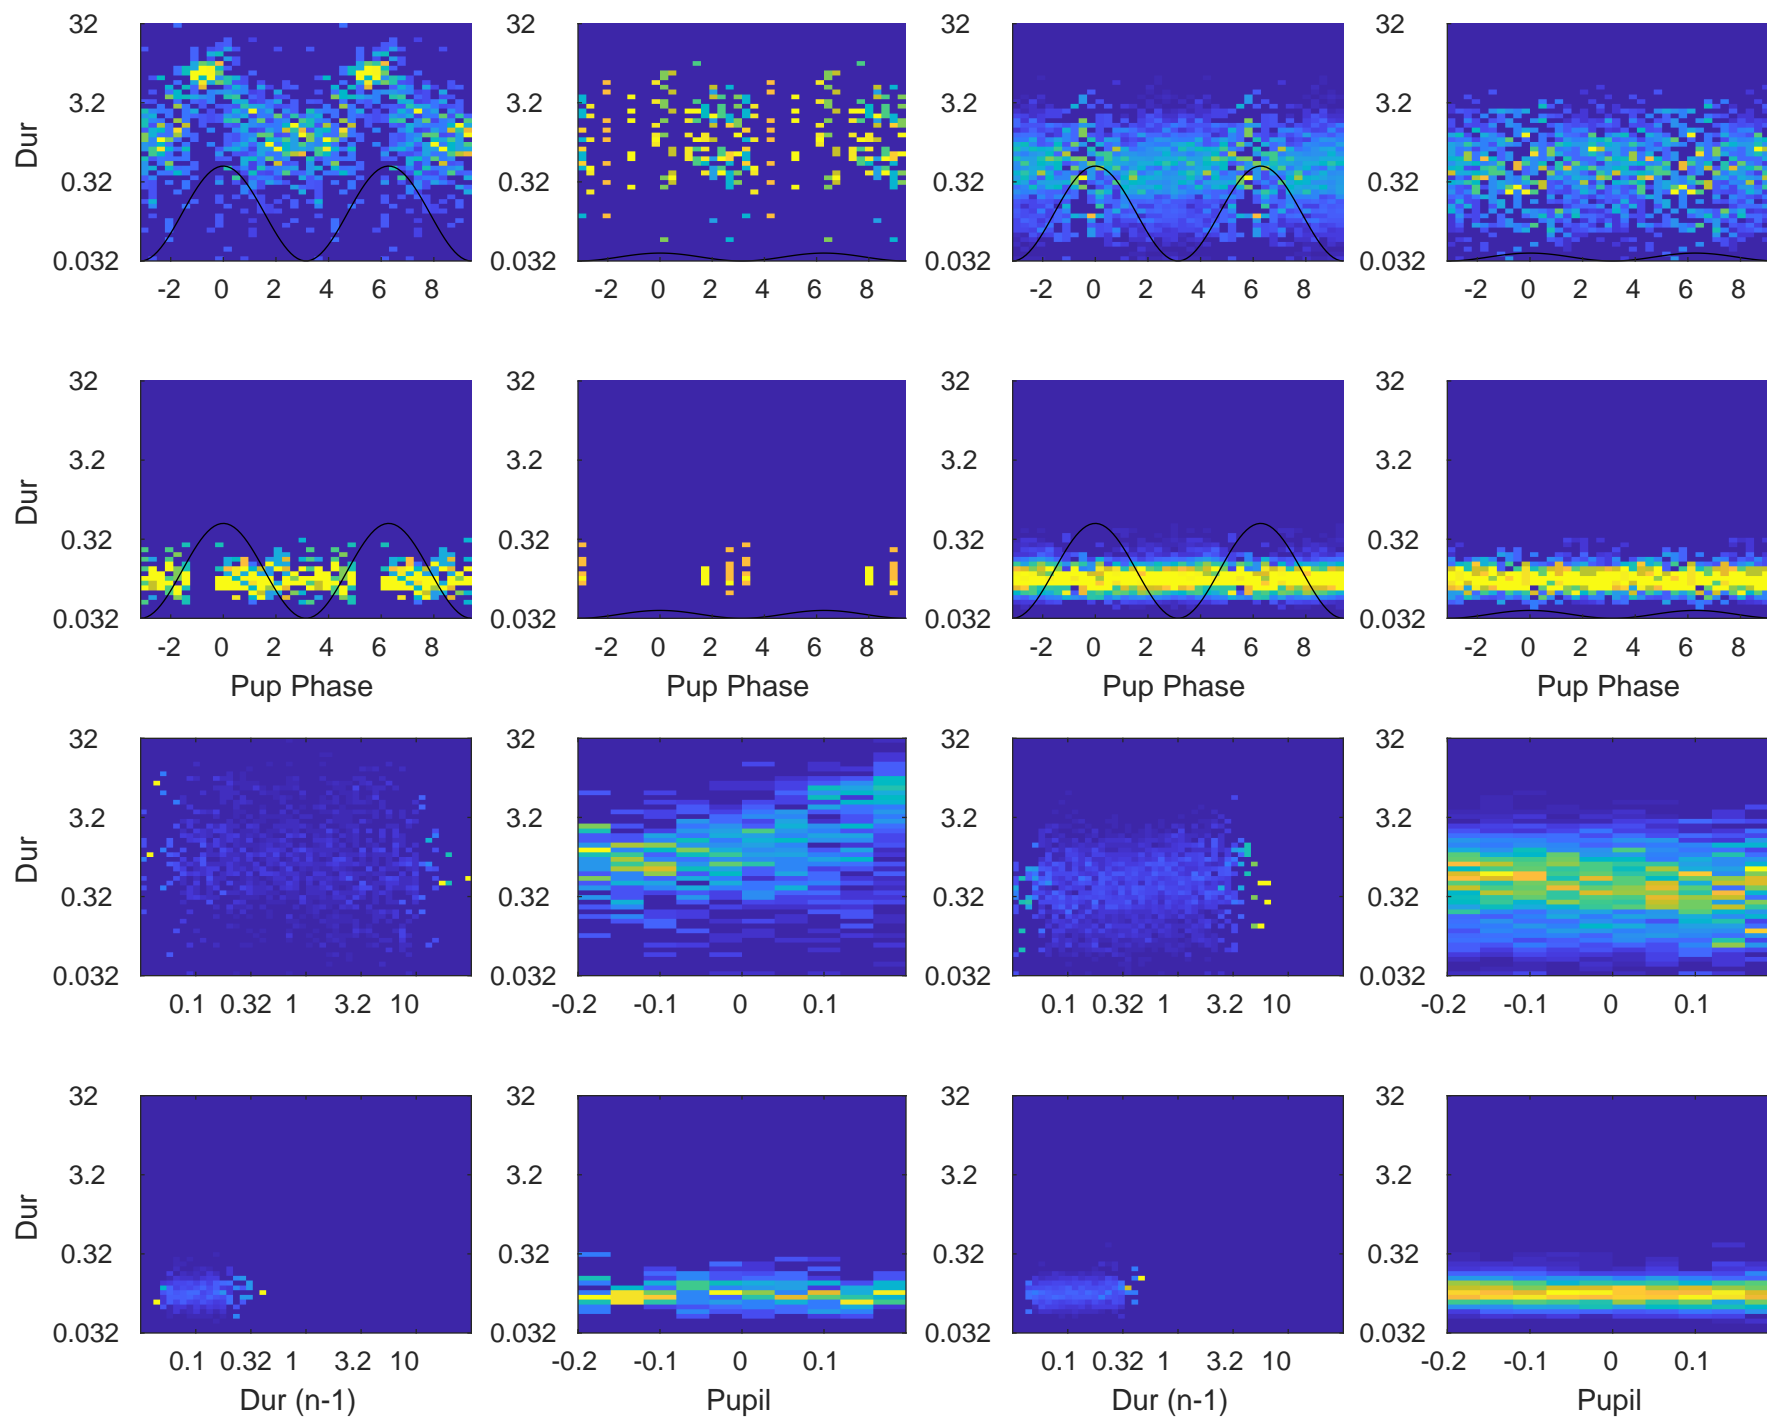 32 32 32 32
Dur 3.2 3.2 3.2 3.2
0.32 0.32 0.32 0.32
0.032 0.032 0.032 0.032
-2 0 2 4 6 8 -2 0 2 4 6 8 -2 0 2 4 6 8 -2 0 2 4 6 8
32 32 32 32
Dur 3.2 3.2 3.2 3.2
0.32 0.32 0.32 0.32
0.032 0.032 0.032 0.032
-2 0 2 4 6 8 -2 0 2 4 6 8 -2 0 2 4 6 8 -2 0 2 4 6 8
Pup Phase Pup Phase Pup Phase Pup Phase
32 32 32 32
Dur 3.2 3.2 3.2 3.2
0.32 0.32 0.32 0.32
0.032 0.032 0.032 0.032
0.1 0.32 1 3.2 10 -0.2 -0.1 0 0.1 0.1 0.32 1 3.2 10 -0.2 -0.1 0 0.1
32 32 32 32
Dur 3.2 3.2 3.2 3.2
0.32 0.32 0.32 0.32
0.032 0.032 0.032 0.032
0.1 0.32 1 3.2 10 -0.2 -0.1 0 0.1 0.1 0.32 1 3.2 10 -0.2 -0.1 0 0.1
Dur (n-1) Pupil Dur (n-1) Pupil